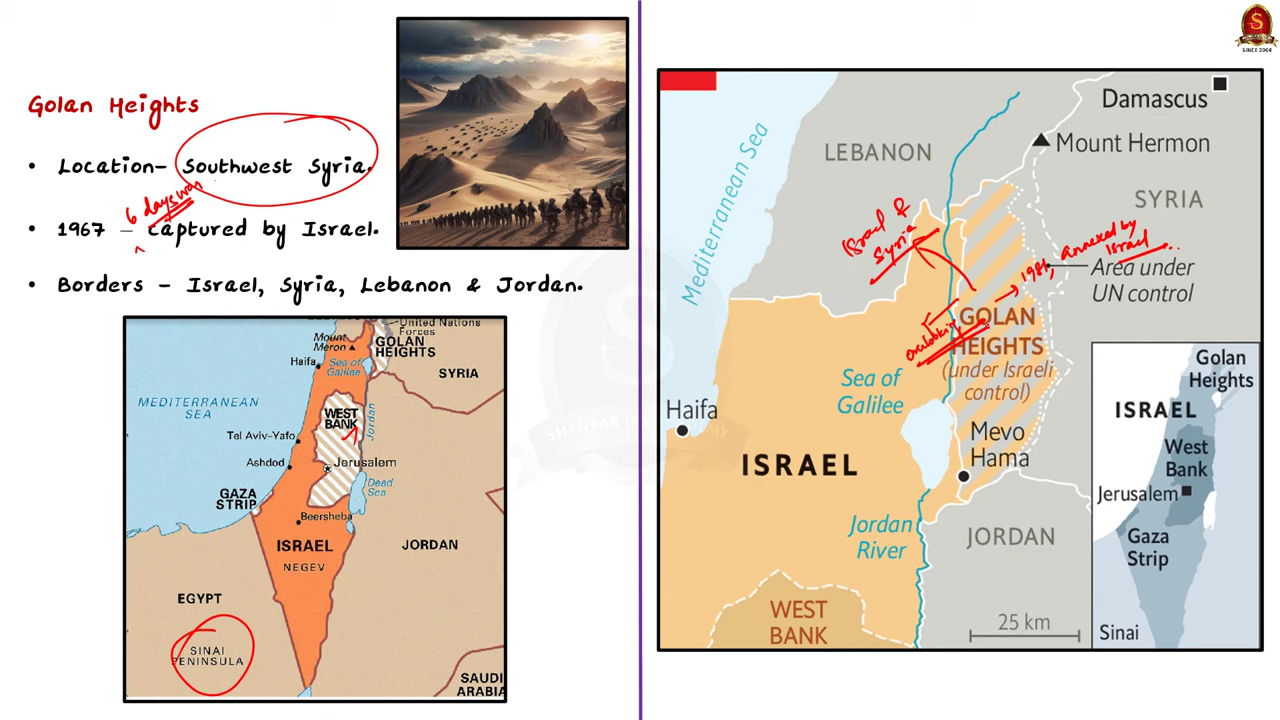 Golan Heights
• Location- Southwest Syria.
6 days war
• 1967 – captured by Israel.
• Borders - Israel, Syria, Lebanon & Jordan.
Mount
Meron
United Nations
Forces
GOLAN
HEIGHTS
Haifa
Sea of
Galilee
SYRIA
MEDITERRANEAN
SEA
WEST
BANK
Jordan
Tel Aviv-Yafo
Jerusalem
Ashdod
Dead
Sea
GAZA
STRIP
Beersheba
ISRAEL
JORDAN
NEGEV
EGYPT
SINAI
PENINSULA
SAUDI
ARABIA
S
SINCE 2004
SHANKAR IAS ACADEMY
Damascus
Mount Hermon
LEBANON
Mediterranean Sea
SYRIA
Israel &
Syria
1981, annexed by
Israel
Area under
UN control
overlooking
GOLAN
HEIGHTS
(under Israeli
control)
Sea of
Galilee
Haifa
Mevo
Hama
ISRAEL
Jordan
River
JORDAN
WEST
BANK
25 km
Golan
Heights
ISRAEL
West
Bank
Jerusalem
Gaza
Strip
Sinai